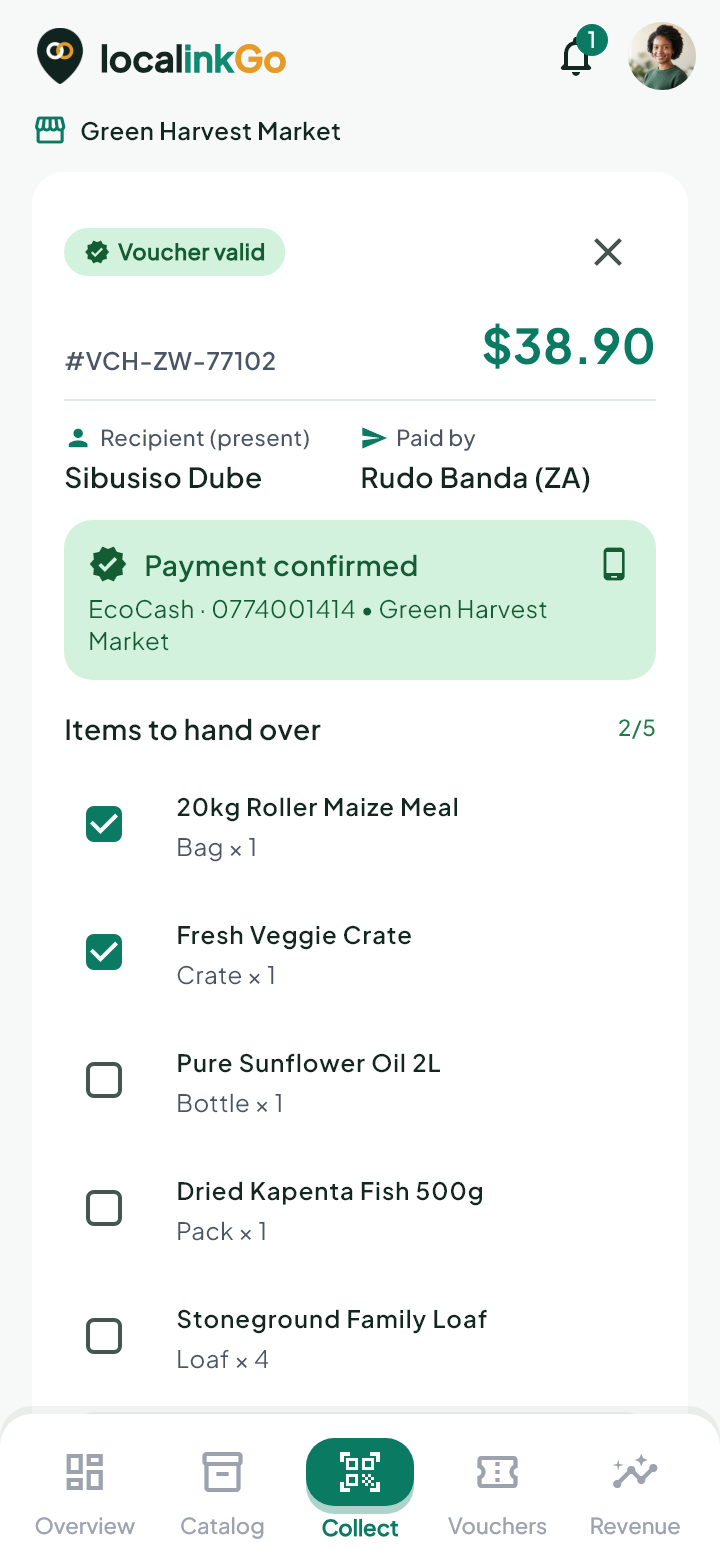 localinkGo
1
Green Harvest Market
Voucher valid
#VCH-ZW-77102
$38.90
Recipient (present)
Paid by
Sibusiso Dube
Rudo Banda (ZA)
Payment confirmed
EcoCash · 0774001414 • Green Harvest
Market
Items to hand over
2/5
20kg Roller Maize Meal
Bag × 1
Fresh Veggie Crate
Crate × 1
Pure Sunflower Oil 2L
Bottle × 1
Dried Kapenta Fish 500g
Pack × 1
Stoneground Family Loaf
Loaf × 4
Overview
Catalog
Collect
Vouchers
Revenue